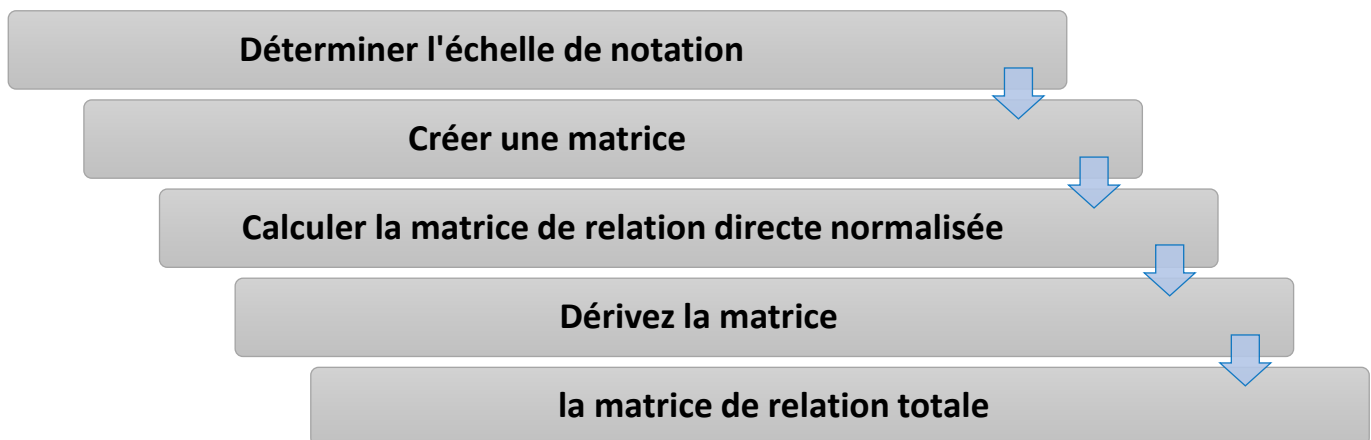 Déterminer l'échelle de notation
Créer une matrice
Calculer la matrice de relation directe normalisée
Dérivez la matrice
la matrice de relation totale